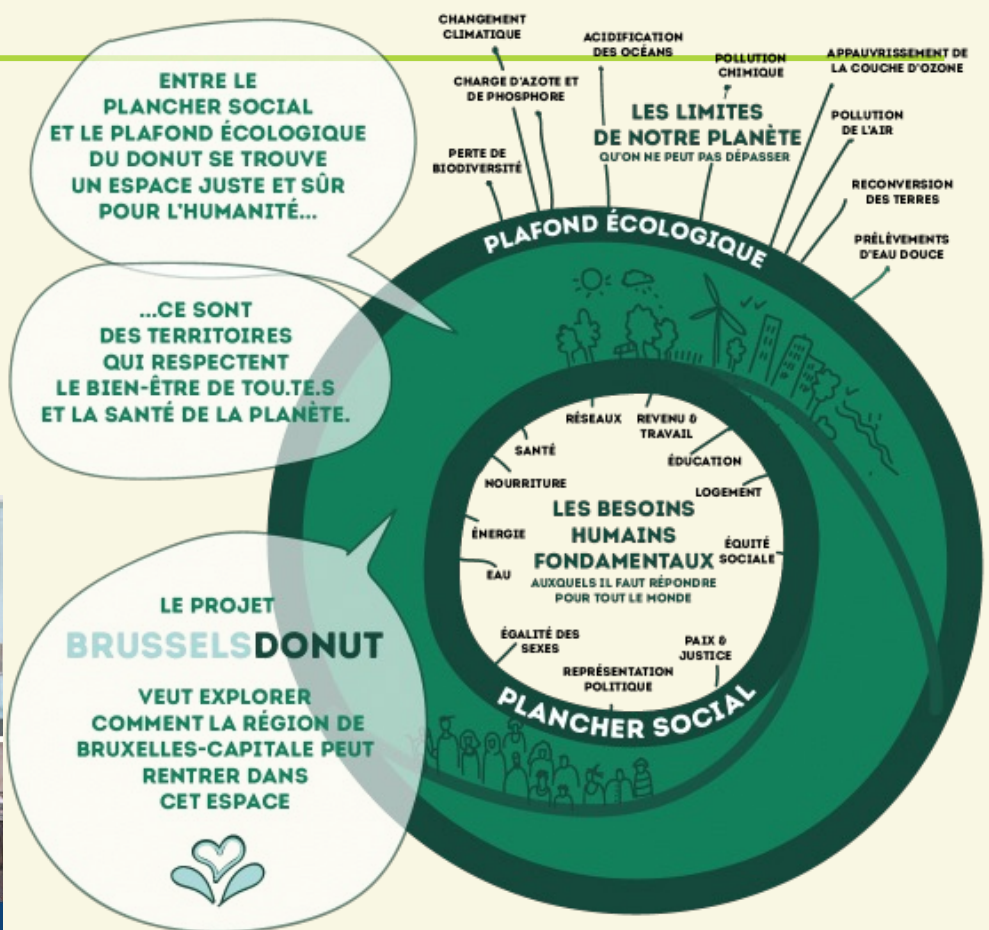 ENTRE LE
PLANCHER SOCIAL
ET LE PLAFOND ÉCOLOGIQUE
DU DONUT SE TROUVE
UN ESPACE JUSTE ET SÛR
POUR L'HUMANITÉ...
...CE SONT
DES TERRITOIRES
QUI RESPECTENT
LE BIEN-ÊTRE DE TOU.TE.S
ET LA SANTÉ DE LA PLANÈTE.
LE PROJET
BRUSSELSDONUT
VEUT EXPLORER
COMMENT LA RÉGION DE
BRUXELLES-CAPITALE PEUT
RENTRER DANS
CET ESPACE
CHANGEMENT
CLIMATIQUE
ACIDIFICATION
DES OCÉANS
POLLUTION
CHIMIQUE
APPAUVRISSEMENT DE
LA COUCHE D'OZONE
CHARGE D'AZOTE ET
DE PHOSPHORE
LES LIMITES
DE NOTRE PLANÈTE
QU'ON NE PEUT PAS DÉPASSER
POLLUTION
DE L'AIR
PERTE DE
BIODIVERSITÉ
RECONVERSION
DES TERRES
PRÉLÈVEMENTS
D'EAU DOUCE
PLAFOND ÉCOLOGIQUE
RÉSEAUX
REVENU &
TRAVAIL
SANTÉ
ÉDUCATION
NOURRITURE
LOGEMENT
LES BESOINS
HUMAINS
FONDAMENTAUX
AUXQUELS IL FAUT RÉPONDRE
POUR TOUT LE MONDE
ÉNERGIE
ÉQUITÉ
SOCIALE
EAU
ÉGALITÉ DES
SEXES
PAIX &
JUSTICE
REPRÉSENTATION
POLITIQUE
PLANCHER SOCIAL